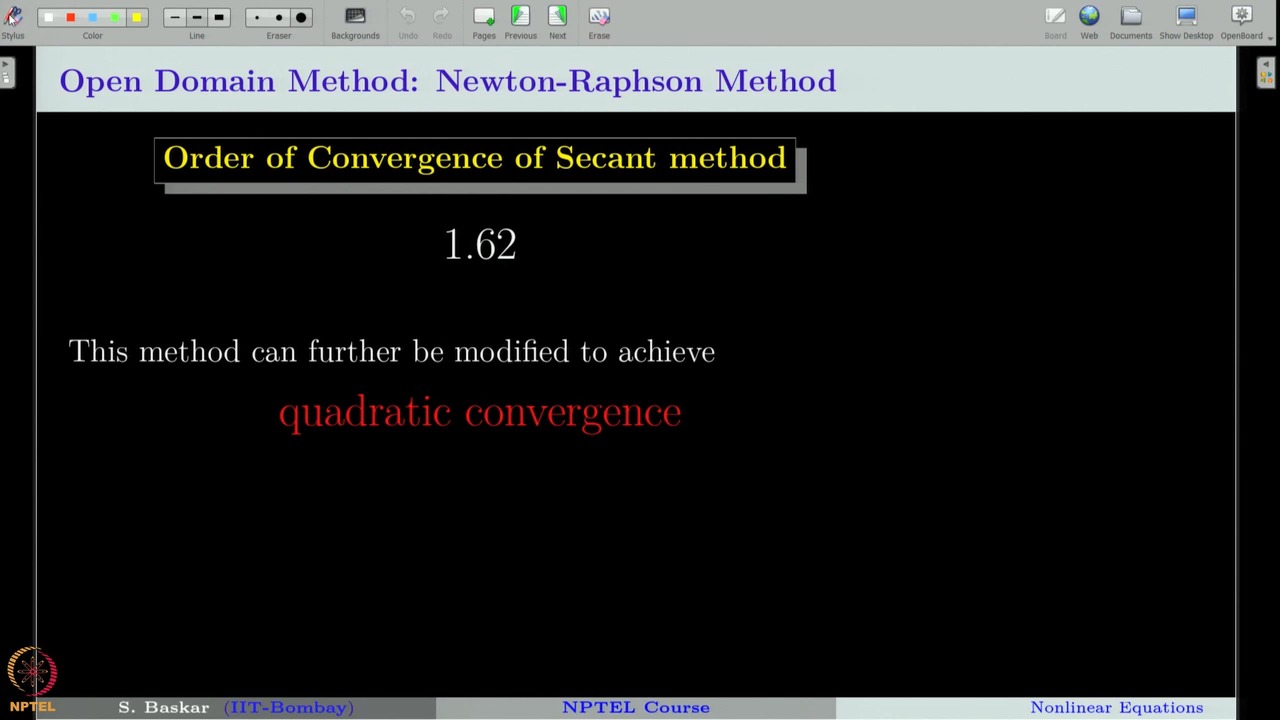 Stylus
Color
Line
Eraser
Backgrounds
Undo
Redo
Pages
Previous
Next
Erase
Board
Web
Documents
Show Desktop
OpenBoard
Open Domain Method: Newton-Raphson Method
Order of Convergence of Secant method
1.62
This method can further be modified to achieve
quadratic convergence
NPTEL
S. Baskar (IIT-Bombay)
NPTEL Course
Nonlinear Equations